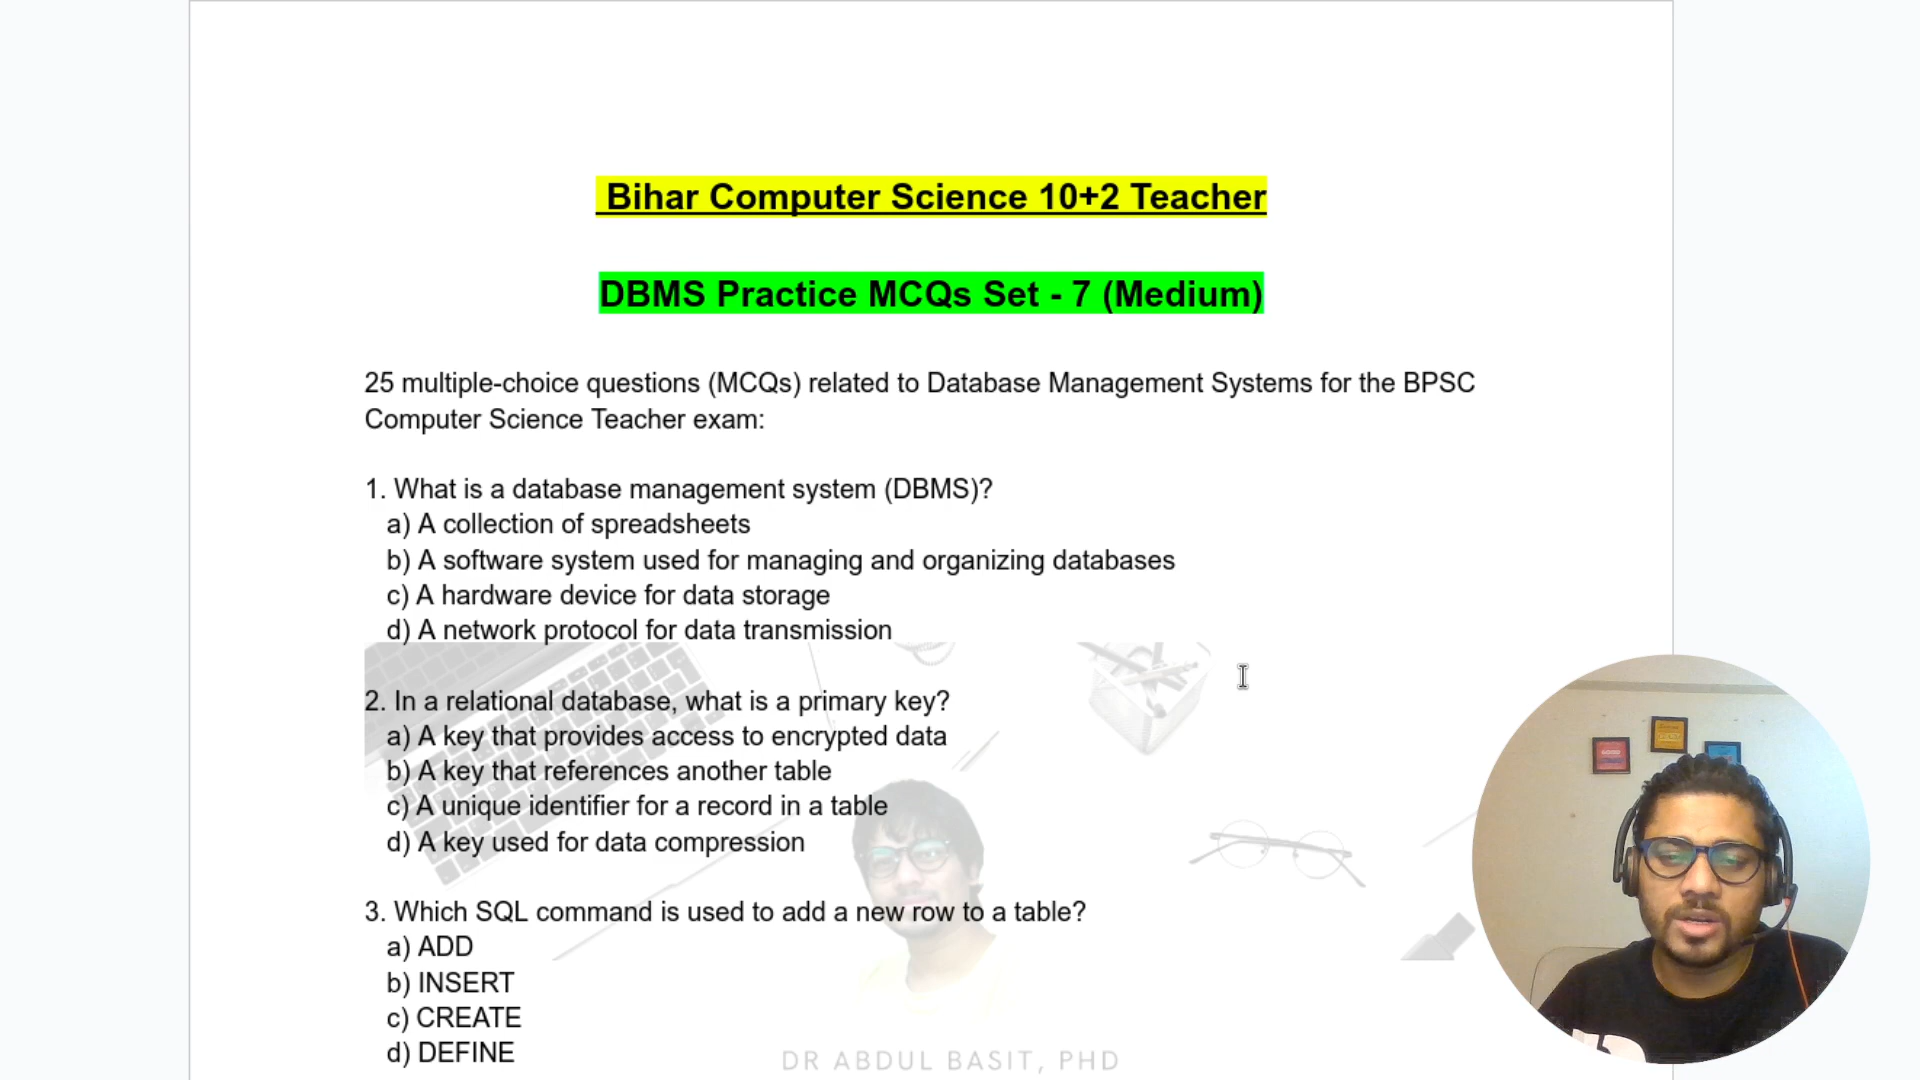 Bihar Computer Science 10+2 Teacher
DBMS Practice MCQs Set - 7 (Medium)
25 multiple-choice questions (MCQs) related to Database Management Systems for the BPSC
Computer Science Teacher exam:
1. What is a database management system (DBMS)?
a) A collection of spreadsheets
b) A software system used for managing and organizing databases
c) A hardware device for data storage
d) A network protocol for data transmission
2. In a relational database, what is a primary key?
a) A key that provides access to encrypted data
b) A key that references another table
c) A unique identifier for a record in a table
d) A key used for data compression
3. Which SQL command is used to add a new row to a table?
a) ADD
b) INSERT
c) CREATE
d) DEFINE
DR ABDUL BASIT, PHD